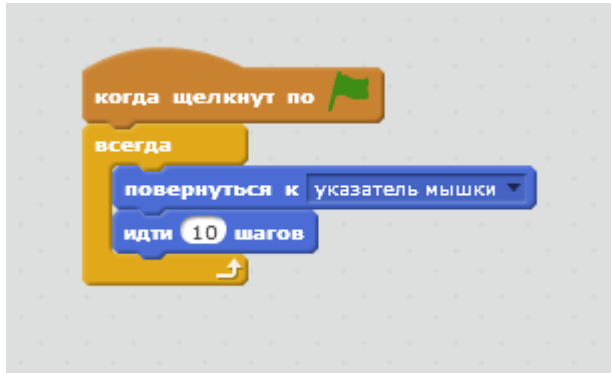 когда щелкнут по
всегда
повернуться к указатель мышки
идти 10 шагов